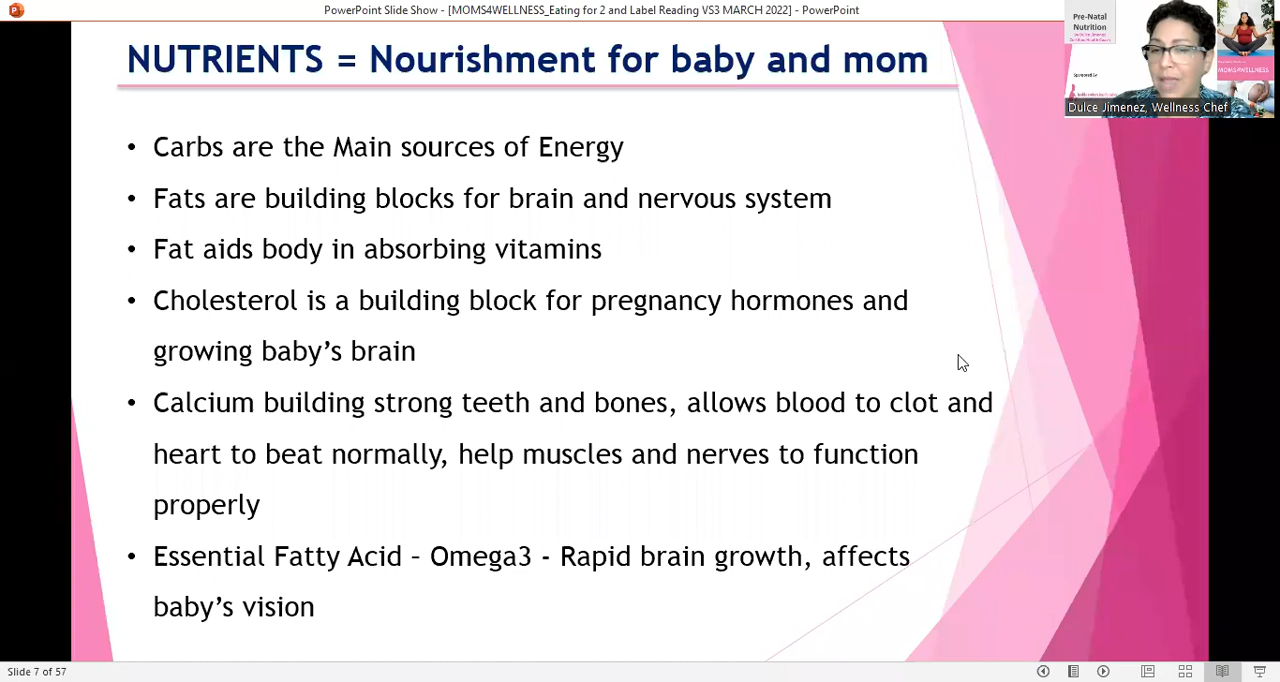 PowerPoint Slide Show - [MOMS4WELLNESS_Eating for 2 and Label Reading VS3 MARCH 2022] - PowerPoint
NUTRIENTS = Nourishment for baby and mom
Pre-Natal
Nutrition
MOMS4WELLNESS
Dulce Jimenez, Wellness Chef
• Carbs are the Main sources of Energy
• Fats are building blocks for brain and nervous system
• Fat aids body in absorbing vitamins
• Cholesterol is a building block for pregnancy hormones and
growing baby’s brain
• Calcium building strong teeth and bones, allows blood to clot and
heart to beat normally, help muscles and nerves to function
properly
• Essential Fatty Acid – Omega3 - Rapid brain growth, affects
baby’s vision
Slide 7 of 57